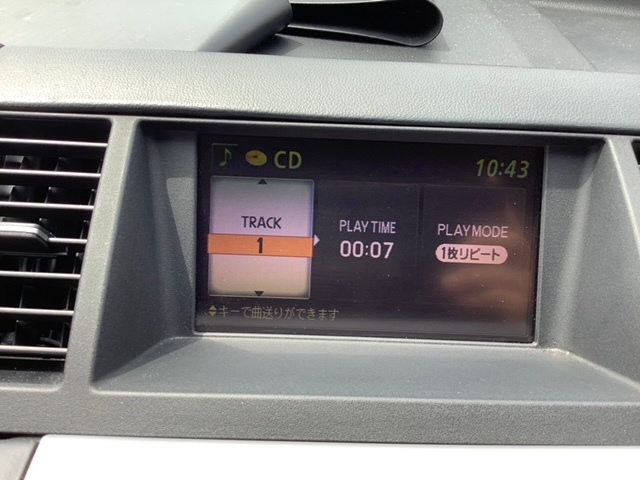 CD
10:43
TRACK
1
PLAY TIME
00:07
PLAY MODE
1枚リピート
キーで曲送りができます